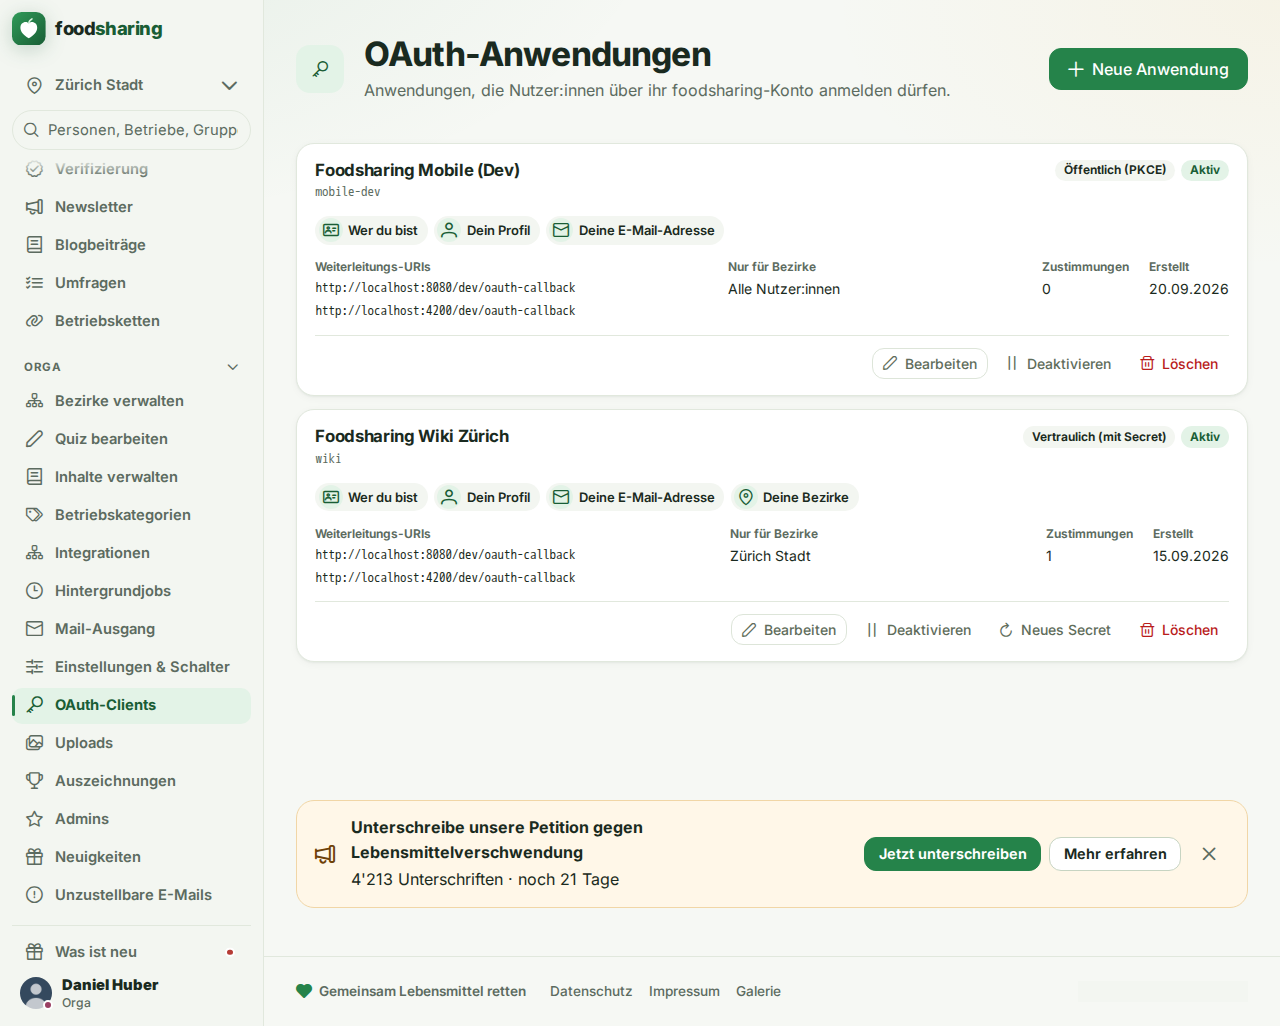 foodsharing
Zürich Stadt
Personen, Betriebe, Grupp
Verifizierung
Newsletter
Blogbeiträge
Umfragen
Betriebsketten
ORGA
Bezirke verwalten
Quiz bearbeiten
Inhalte verwalten
Betriebskategorien
Integrationen
Hintergrundjobs
Mail-Ausgang
Einstellungen & Schalter
OAuth-Clients
Uploads
Auszeichnungen
Admins
Neuigkeiten
Unzustellbare E-Mails
Was ist neu
Daniel Huber
Orga
OAuth-Anwendungen
Anwendungen, die Nutzer:innen über ihr foodsharing-Konto anmelden dürfen.
Neue Anwendung
Foodsharing Mobile (Dev)
Öffentlich (PKCE) Aktiv
mobile-dev
Wer du bist Dein Profil Deine E-Mail-Adresse
Weiterleitungs-URIs Nur für Bezirke Zustimmungen Erstellt
http://localhost:8080/dev/oauth-callback Alle Nutzer:innen 0 20.09.2026
http://localhost:4200/dev/oauth-callback
Bearbeiten Deaktivieren Löschen
Foodsharing Wiki Zürich
Vertraulich (mit Secret) Aktiv
wiki
Wer du bist Dein Profil Deine E-Mail-Adresse Deine Bezirke
Weiterleitungs-URIs Nur für Bezirke Zustimmungen Erstellt
http://localhost:8080/dev/oauth-callback Zürich Stadt 1 15.09.2026
http://localhost:4200/dev/oauth-callback
Bearbeiten Deaktivieren Neues Secret Löschen
Unterschreibe unsere Petition gegen
Lebensmittelverschwendung
4'213 Unterschriften · noch 21 Tage
Jetzt unterschreiben Mehr erfahren
Gemeinsam Lebensmittel retten Datenschutz Impressum Galerie